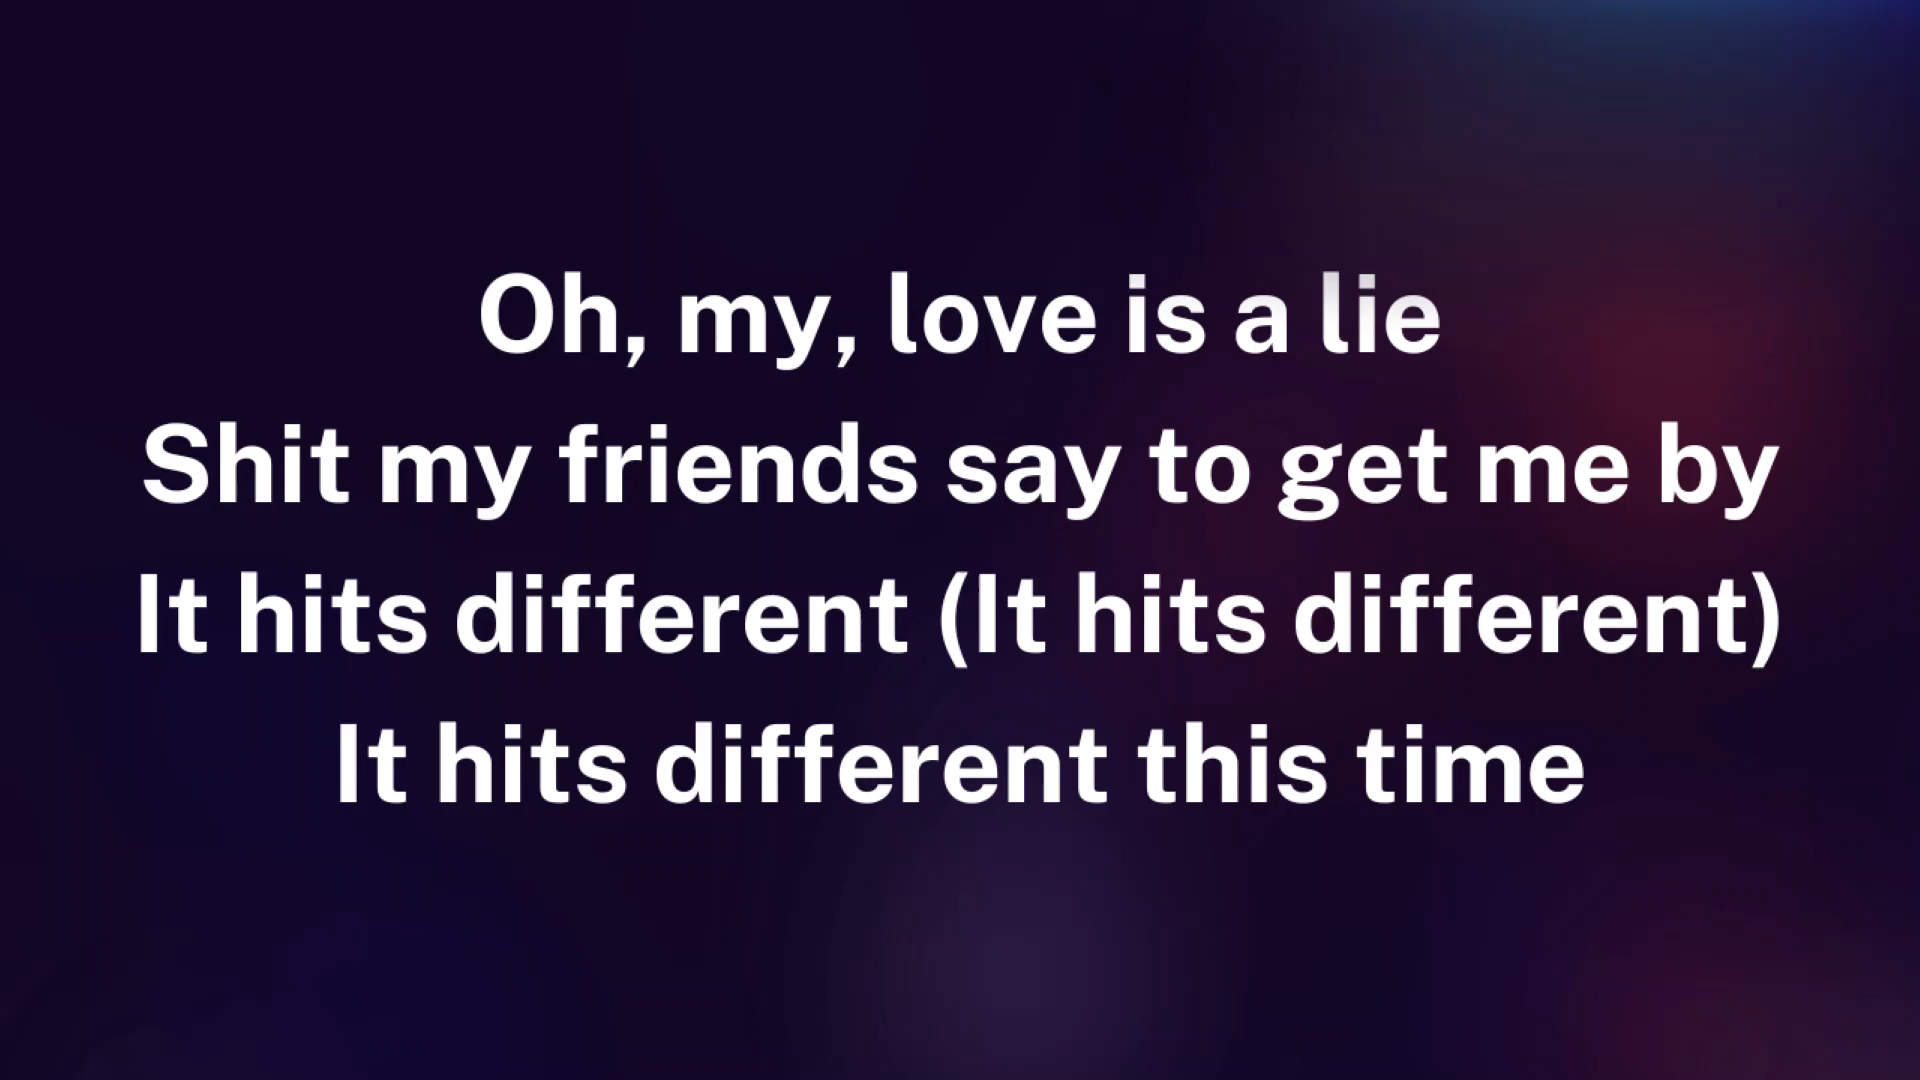 Oh, my, love is a lie
Shit my friends say to get me by
It hits different (It hits different)
It hits different this time